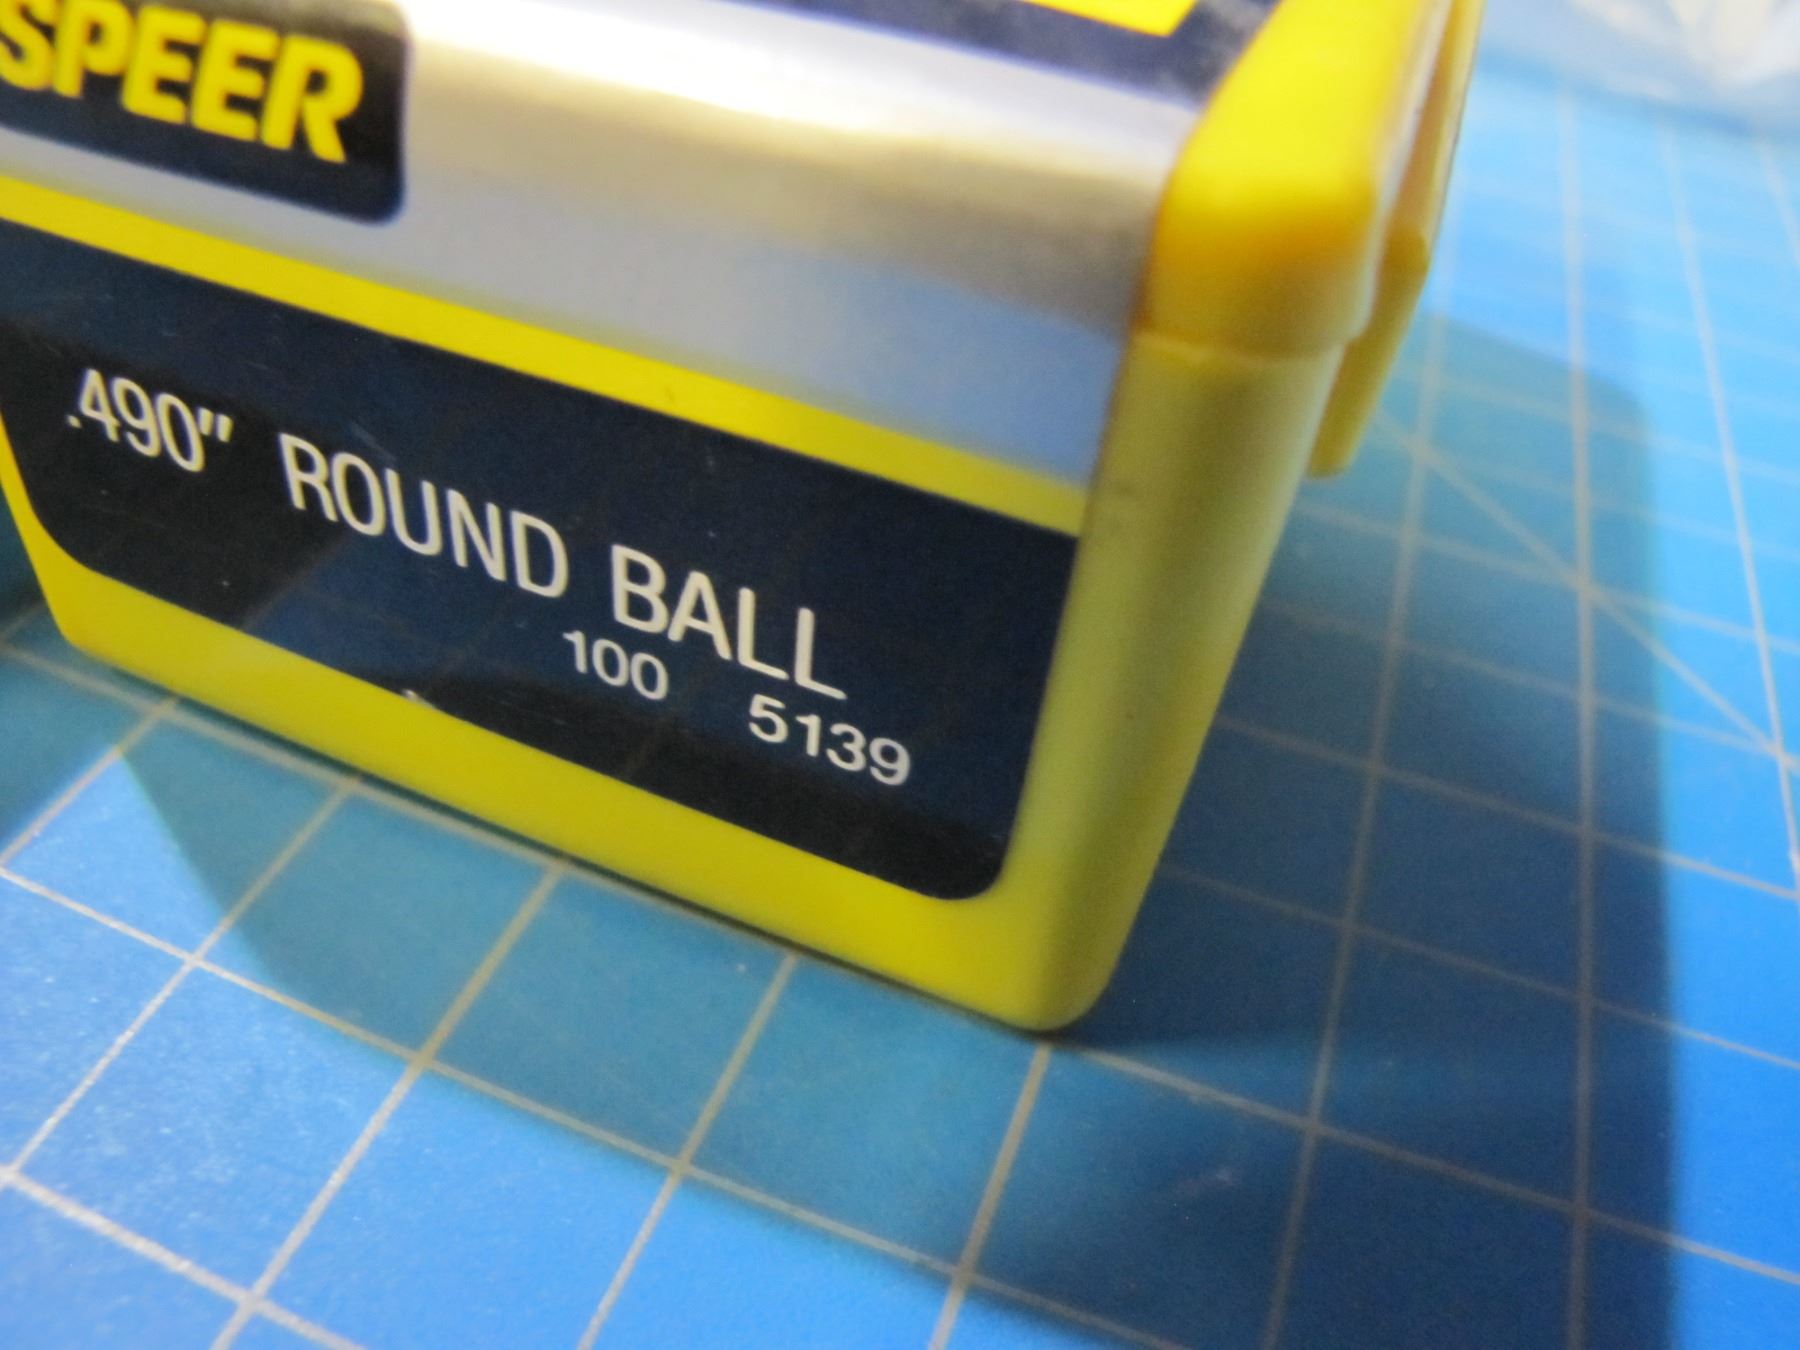 SPEER
.490" ROUND BALL
100 5139